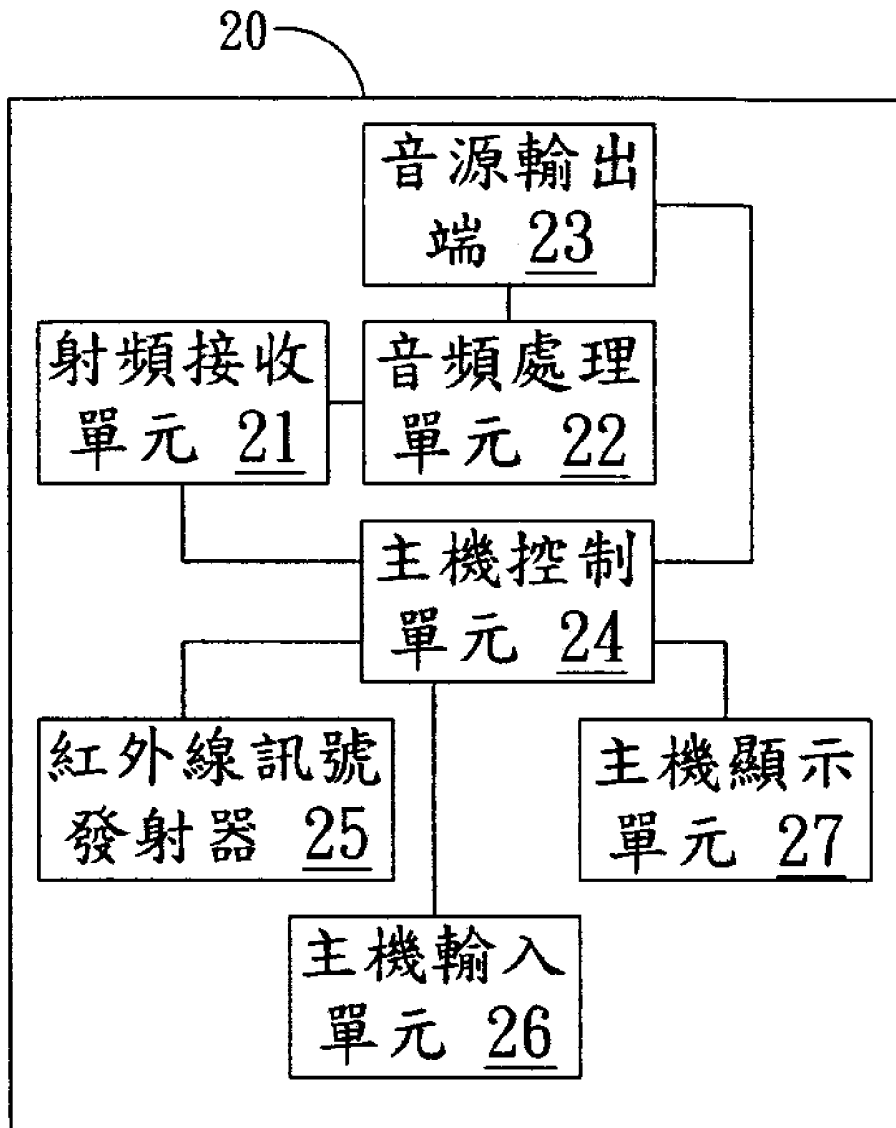 20
音源輸出
端 23
射頻接收
單元 21
音頻處理
單元 22
主機控制
單元 24
紅外線訊號
發射器 25
主機顯示
單元 27
主機輸入
單元 26